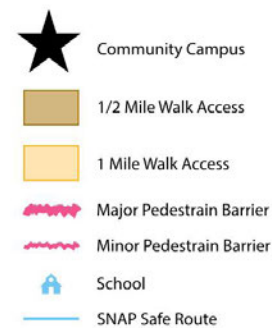 Community Campus
1/2 Mile Walk Access
1 Mile Walk Access
Major Pedestrain Barrier
Minor Pedestrain Barrier
School
SNAP Safe Route